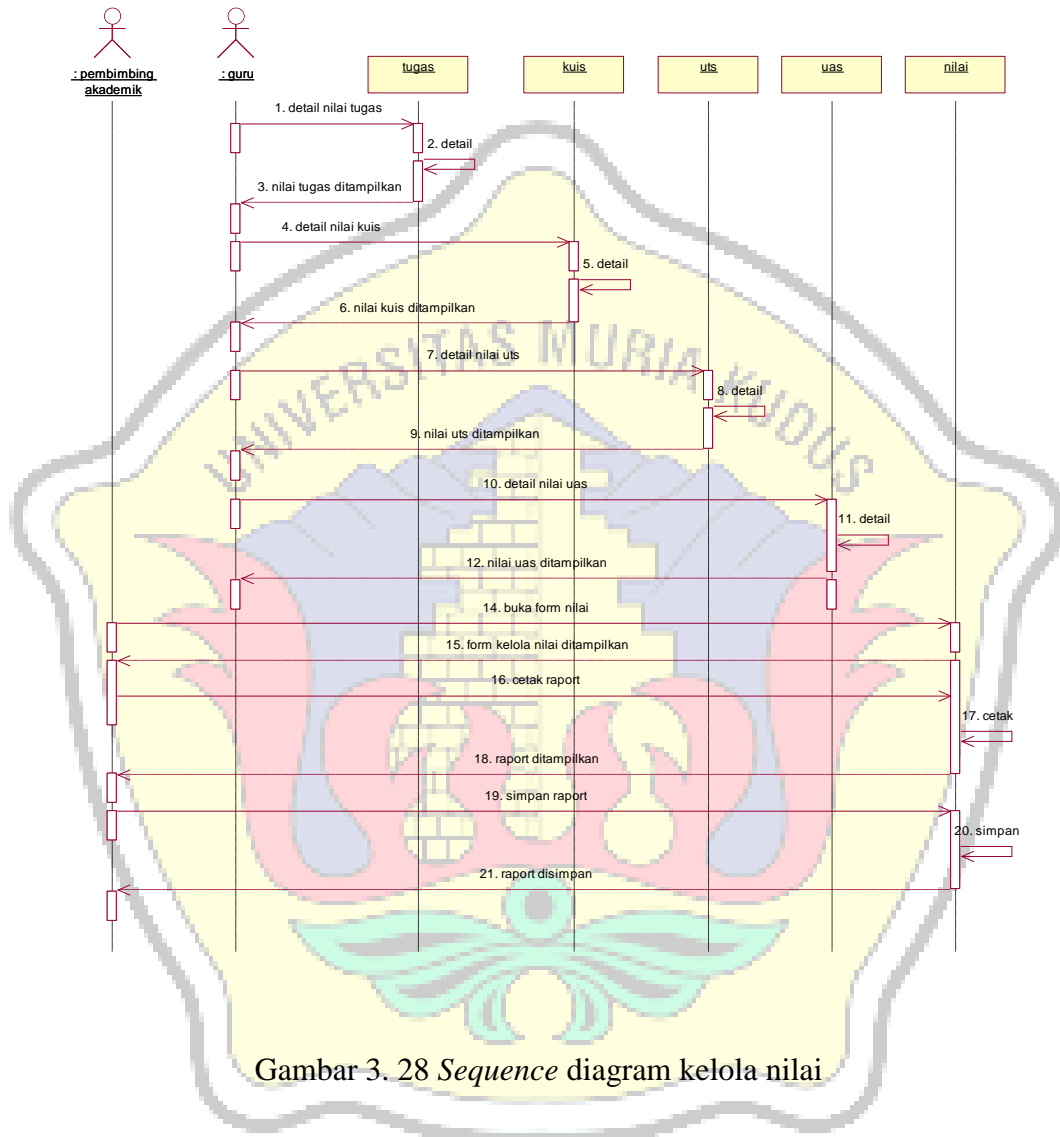 : pembimbing
akademik
: guru
tugas
kuis
uts
uas
nilai
1. detail nilai tugas
2. detail
3. nilai tugas ditampilkan
4. detail nilai kuis
5. detail
6. nilai kuis ditampilkan
UNIVERSITAS MURIA KUDUS
7. detail nilai uts
8. detail
9. nilai uts ditampilkan
10. detail nilai uas
11. detail
12. nilai uas ditampilkan
14. buka form nilai
15. form kelola nilai ditampilkan
16. cetak raport
17. cetak
18. raport ditampilkan
19. simpan raport
20. simpan
21. raport disimpan
Gambar 3. 28 Sequence diagram kelola nilai